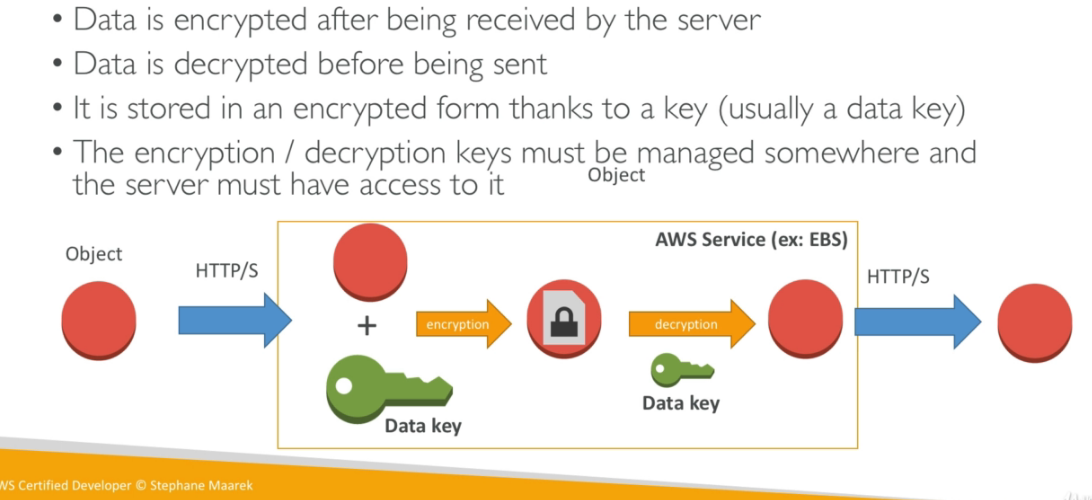 • Data is encrypted after being received by the server
• Data is decrypted before being sent
• It is stored in an encrypted form thanks to a key (usually a data key)
• The encryption / decryption keys must be managed somewhere and
the server must have access to it
Object
AWS Service (ex: EBS)
Object
HTTP/S
HTTP/S
+
encryption
decryption
Data key
Data key
WS Certified Developer © Stephane Maarek